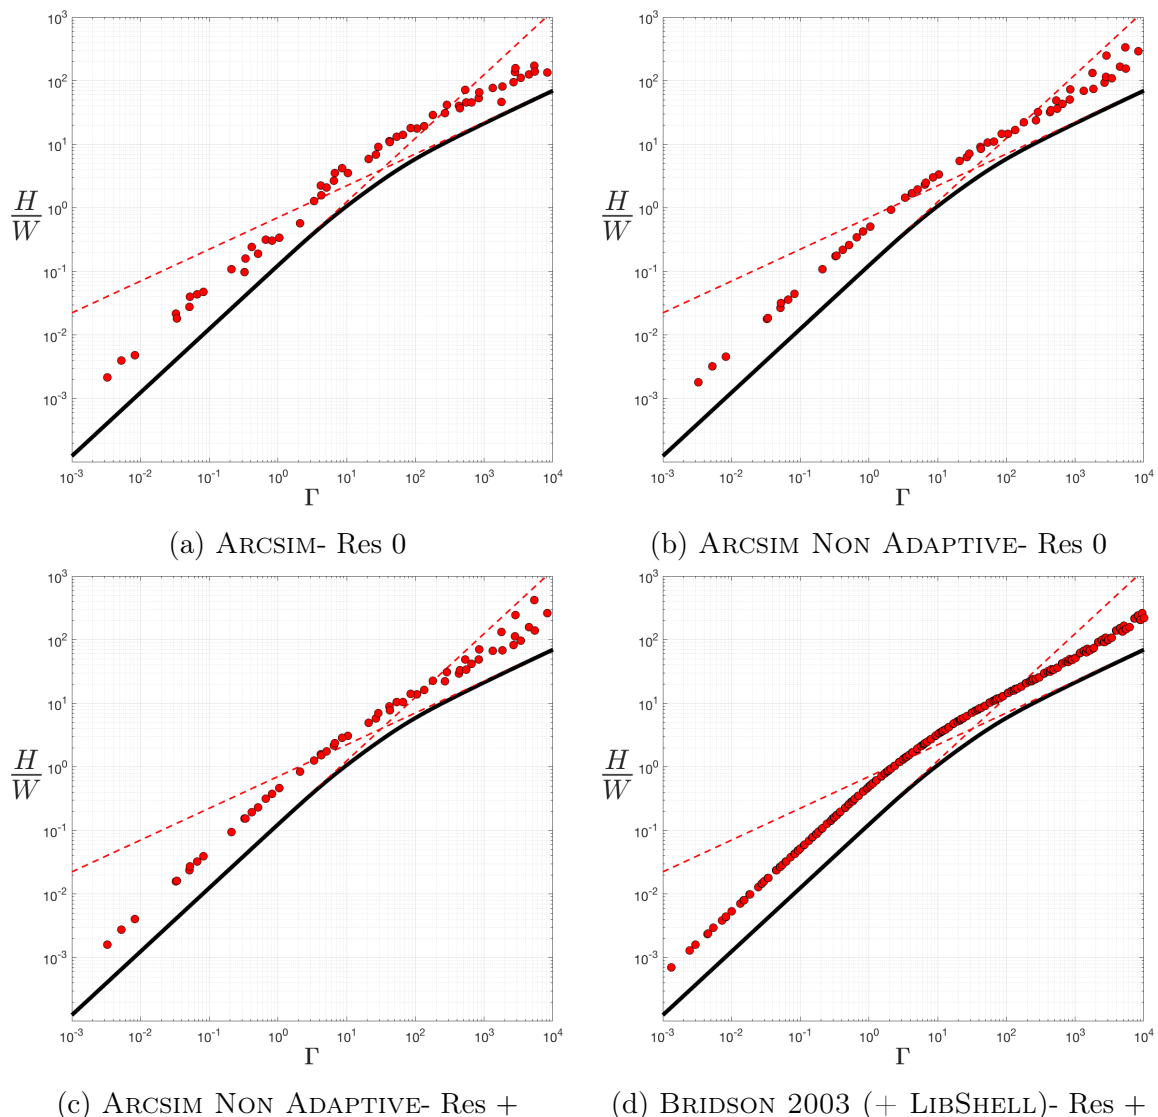 10^3
10^2
10^1
H
10^0
W
10^-1
10^-2
10^-3
10^-3 10^-2 10^-1 10^0 10^1 10^2 10^3 10^4
Γ
(a) ARCSIM- Res 0
10^3
10^2
10^1
H
10^0
W
10^-1
10^-2
10^-3
10^-3 10^-2 10^-1 10^0 10^1 10^2 10^3 10^4
Γ
(b) ARCSIM NON ADAPTIVE- Res 0
10^3
10^2
10^1
H
10^0
W
10^-1
10^-2
10^-3
10^-3 10^-2 10^-1 10^0 10^1 10^2 10^3 10^4
Γ
(c) ARCSIM NON ADAPTIVE- Res +
10^3
10^2
10^1
H
10^0
W
10^-1
10^-2
10^-3
10^-3 10^-2 10^-1 10^0 10^1 10^2 10^3 10^4
Γ
(d) BRIDSON 2003 (+ LIBSHELL)- Res +